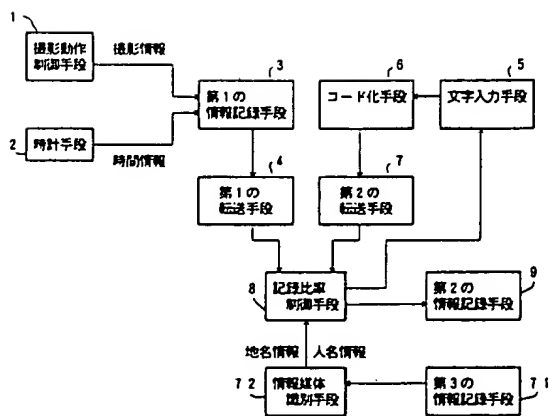 1
撮影動作
制御手段
撮影情報
2
時計手段
時間情報
3
第1の
情報記録手段
6
コード化手段
5
文字入力手段
4
第1の
転送手段
7
第2の
転送手段
8
記録比率
制御手段
9
第2の
情報記録手段
地名情報
人名情報
72
情報媒体
識別手段
71
第3の
情報記録手段